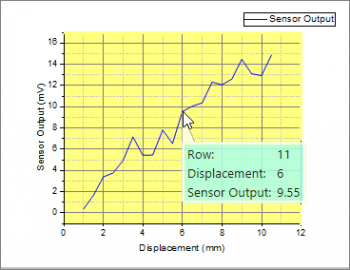 Sensor Output
16
14
12
10
8
6
4
2
0
Sensor Output (mV)
Row: 11
Displacement: 6
Sensor Output: 9.55
0 2 4 6 8 10 12
Displacement (mm)